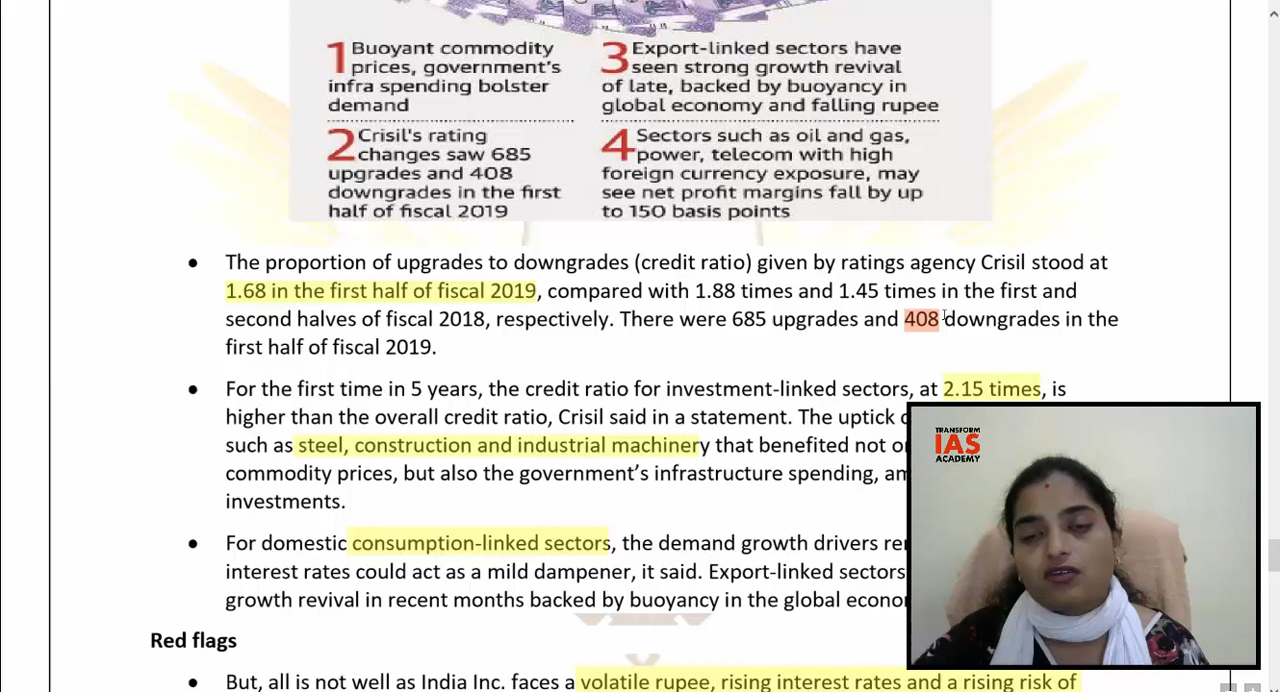 1 Buoyant commodity
prices, government's
infra spending bolster
demand
2 Crisil's rating
changes saw 685
upgrades and 408
downgrades in the first
half of fiscal 2019
3 Export-linked sectors have
seen strong growth revival
of late, backed by buoyancy in
global economy and falling rupee
4 Sectors such as oil and gas,
power, telecom with high
foreign currency exposure, may
see net profit margins fall by up
to 150 basis points
• The proportion of upgrades to downgrades (credit ratio) given by ratings agency Crisil stood at
1.68 in the first half of fiscal 2019, compared with 1.88 times and 1.45 times in the first and
second halves of fiscal 2018, respectively. There were 685 upgrades and 408 downgrades in the
first half of fiscal 2019.
• For the first time in 5 years, the credit ratio for investment-linked sectors, at 2.15 times, is
higher than the overall credit ratio, Crisil said in a statement. The uptick
such as steel, construction and industrial machinery that benefited not
commodity prices, but also the government's infrastructure spending,
investments.
• For domestic consumption-linked sectors, the demand growth drivers
interest rates could act as a mild dampener, it said. Export-linked sectors
growth revival in recent months backed by buoyancy in the global
Red flags
• But, all is not well as India Inc. faces a volatile rupee, rising interest rates and a rising risk of
TRANSFORM
IAS
ACADEMY